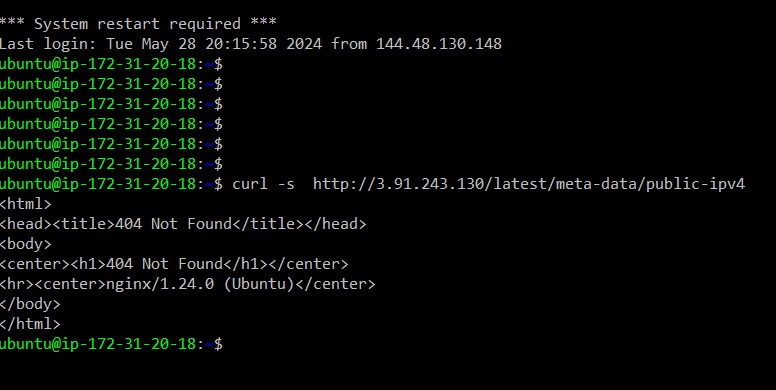 *** System restart required ***
Last login: Tue May 28 20:15:58 2024 from 144.48.130.148
ubuntu@ip-172-31-20-18:~$
ubuntu@ip-172-31-20-18:~$
ubuntu@ip-172-31-20-18:~$
ubuntu@ip-172-31-20-18:~$
ubuntu@ip-172-31-20-18:~$
ubuntu@ip-172-31-20-18:~$
ubuntu@ip-172-31-20-18:~$ curl -s  http://3.91.243.130/latest/meta-data/public-ipv4
<html>
<head><title>404 Not Found</title></head>
<body>
<center><h1>404 Not Found</h1></center>
<hr><center>nginx/1.24.0 (Ubuntu)</center>
</body>
</html>
ubuntu@ip-172-31-20-18:~$